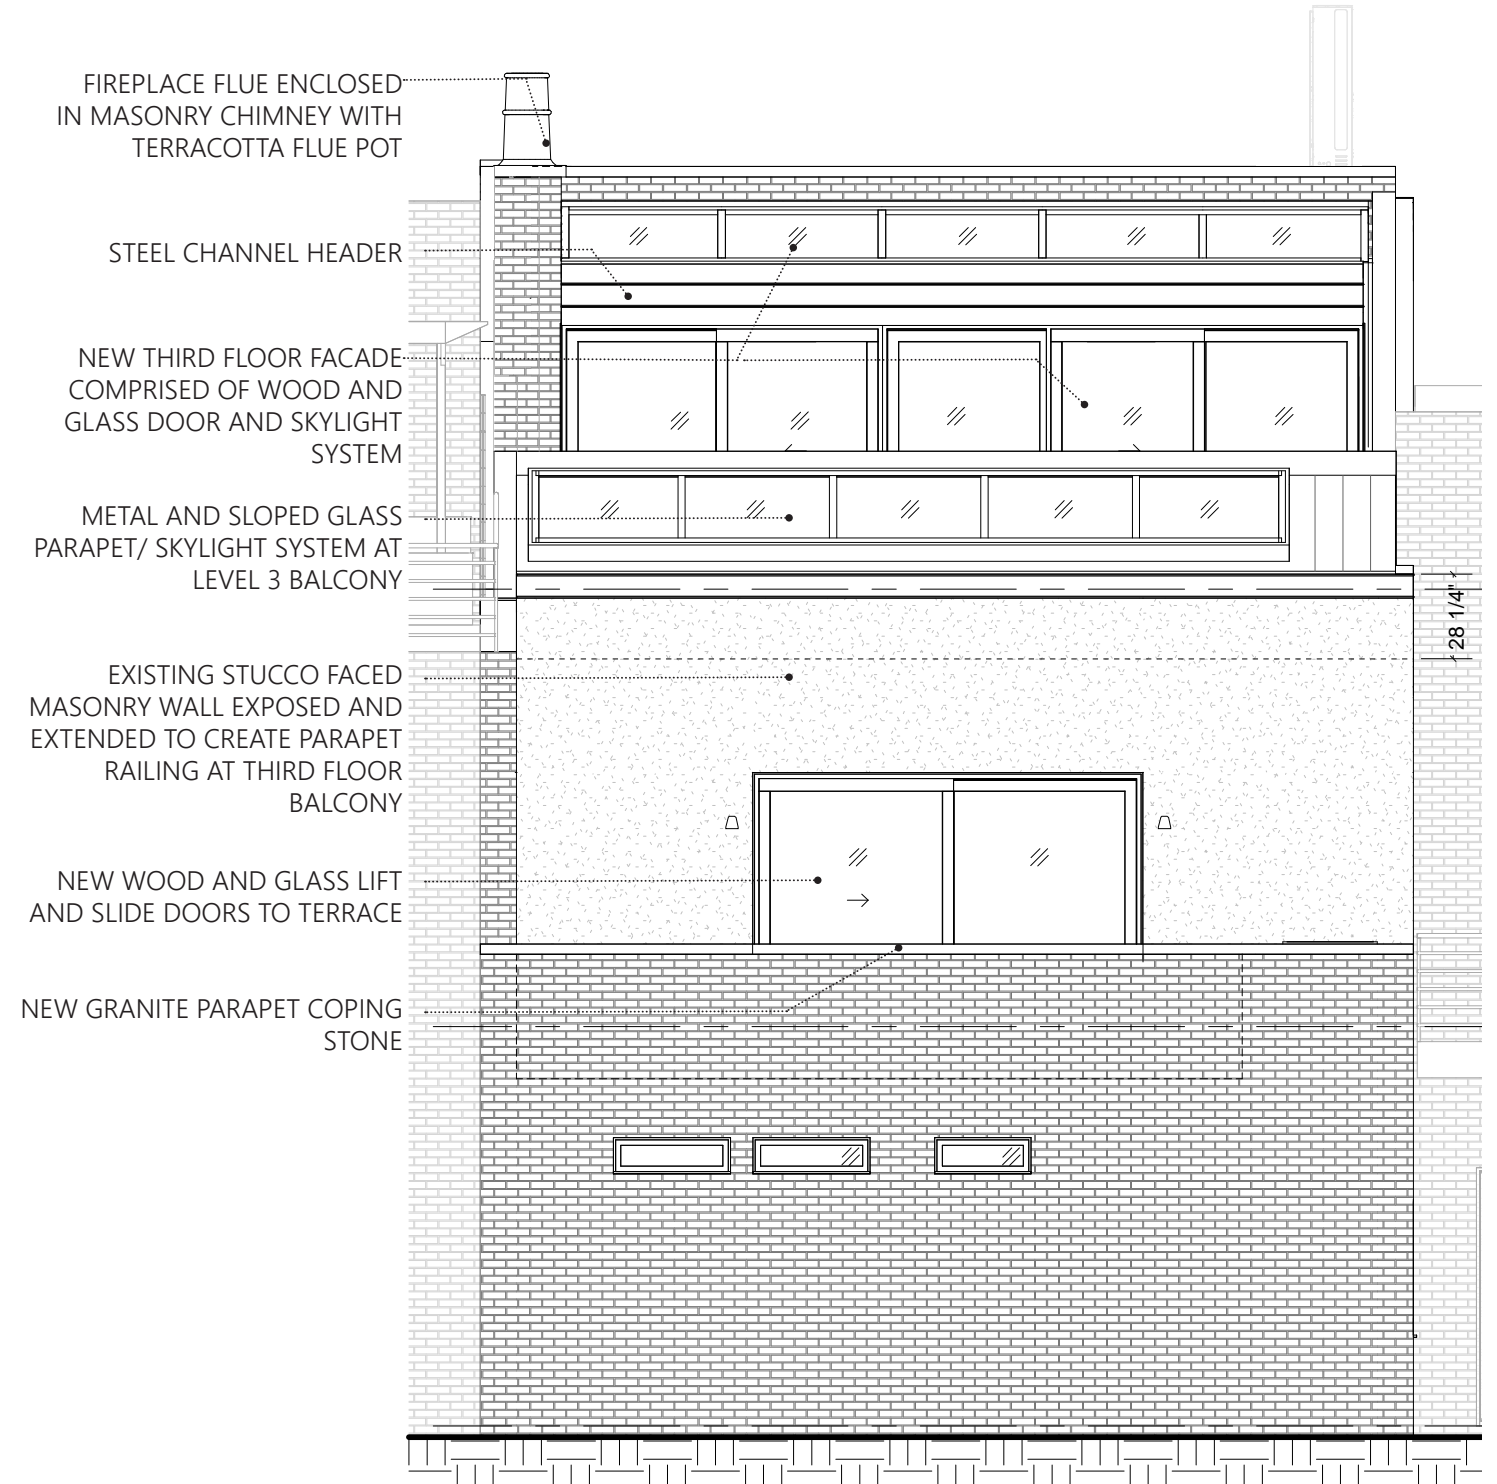 FIREPLACE FLUE ENCLOSED
IN MASONRY CHIMNEY WITH
TERRACOTTA FLUE POT
STEEL CHANNEL HEADER
NEW THIRD FLOOR FACADE
COMPRISED OF WOOD AND
GLASS DOOR AND SKYLIGHT
SYSTEM
METAL AND SLOPED GLASS
PARAPET/ SKYLIGHT SYSTEM AT
LEVEL 3 BALCONY
28 1/4"
EXISTING STUCCO FACED
MASONRY WALL EXPOSED AND
EXTENDED TO CREATE PARAPET
RAILING AT THIRD FLOOR
BALCONY
NEW WOOD AND GLASS LIFT
AND SLIDE DOORS TO TERRACE
NEW GRANITE PARAPET COPING
STONE